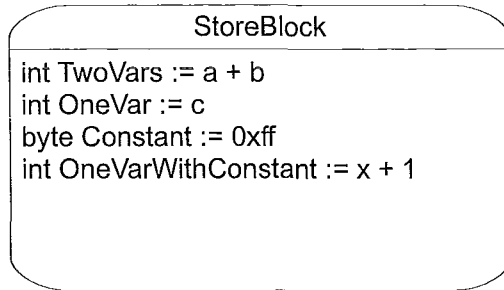 StoreBlock
int TwoVars := a + b
int OneVar := c
byte Constant := 0xff
int OneVarWithConstant := x + 1